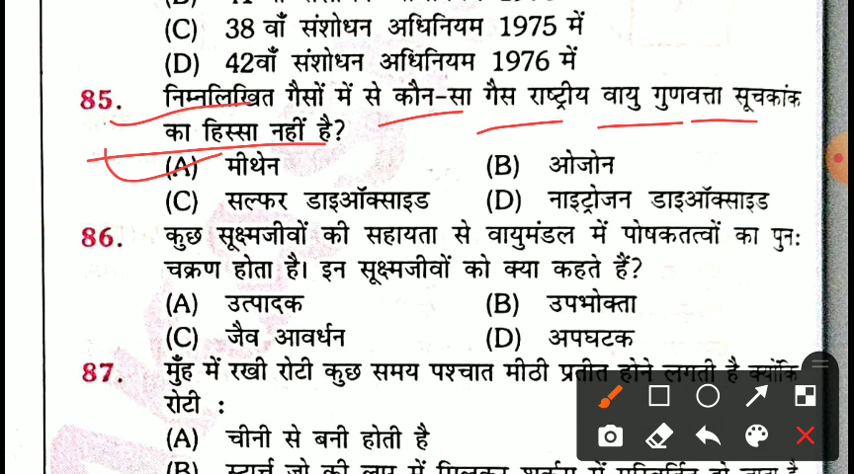 (C) 38 वाँ संशोधन अधिनियम 1975 में
(D) 42वाँ संशोधन अधिनियम 1976 में
85. निम्नलिखित गैसों में से कौन-सा गैस राष्ट्रीय वायु गुणवत्ता सूचकांक
का हिस्सा नहीं है?
(A) मीथेन (B) ओजोन
(C) सल्फर डाइऑक्साइड (D) नाइट्रोजन डाइऑक्साइड
86. कुछ सूक्ष्मजीवों की सहायता से वायुमंडल में पोषकतत्वों का पुनः
चक्रण होता है। इन सूक्ष्मजीवों को क्या कहते हैं?
(A) उत्पादक (B) उपभोक्ता
(C) जैव आवर्धन (D) अपघटक
87. मुँह में रखी रोटी कुछ समय पश्चात मीठी प्रतीत होने लगती है क्योंकि
रोटी :
(A) चीनी से बनी होती है